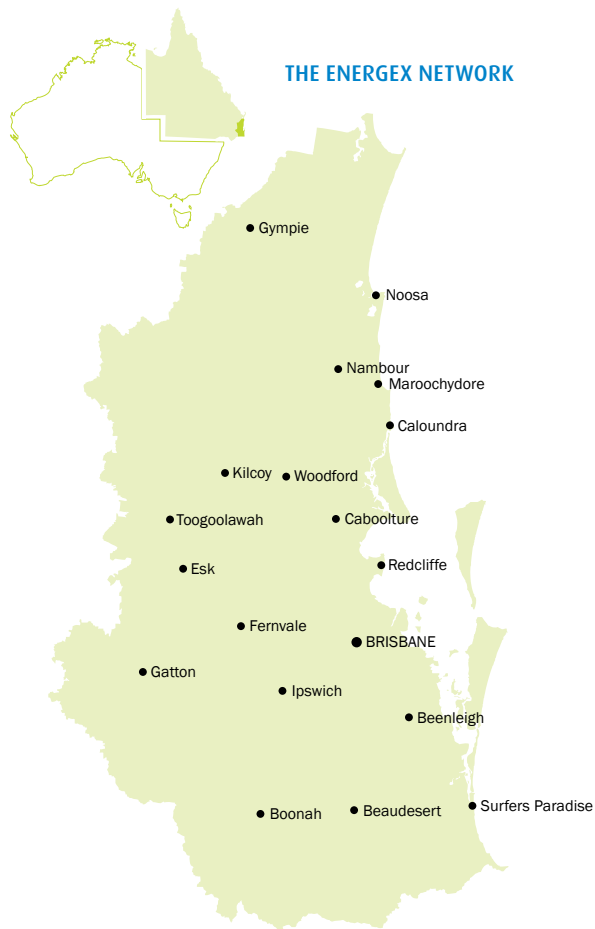 THE ENERGEX NETWORK
Gympie
Noosa
Nambour
Maroochydore
Caloundra
Kilcoy
Woodford
Toogoolawah
Caboolture
Esk
Redcliffe
Fernvale
BRISBANE
Gatton
Ipswich
Beenleigh
Surfers Paradise
Boonah
Beaudesert